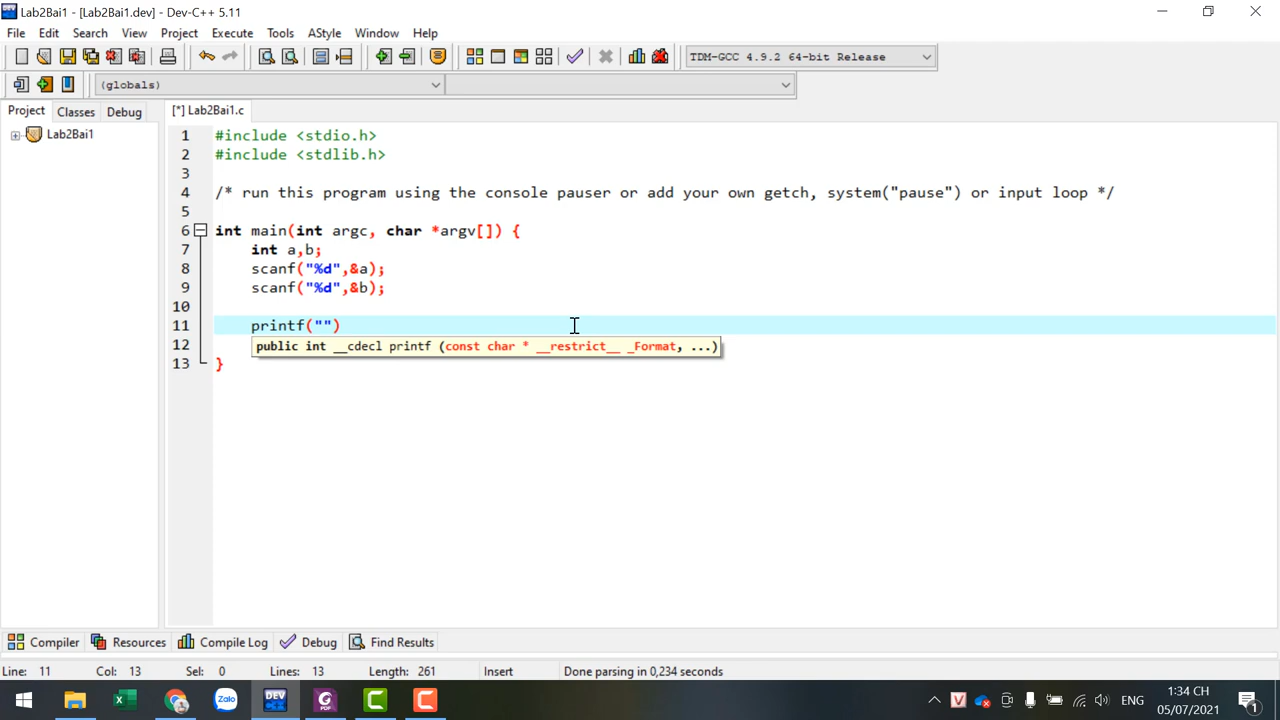 Lab2Bai1 - [Lab2Bai1.dev] - Dev-C++ 5.11
File Edit Search View Project Execute Tools AStyle Window Help
TDM-GCC 4.9.2 64-bit Release
(globals)
Project Classes Debug [*] Lab2Bai1.c
Lab2Bai1
1 #include <stdio.h>
2 #include <stdlib.h>
3
4 /* run this program using the console pauser or add your own getch, system("pause") or input loop */
5
6 int main(int argc, char *argv[]) {
7 int a,b;
8 scanf("%d",&a);
9 scanf("%d",&b);
10
11 printf("")
12 public int __cdecl printf (const char * __restrict__ _Format, ...)
13 }
Compiler Resources Compile Log Debug Find Results
Line: 11 Col: 13 Sel: 0 Lines: 13 Length: 261 Insert Done parsing in 0,234 seconds
Zalo DEV PDF C C ENG 1:34 CH
05/07/2021 1